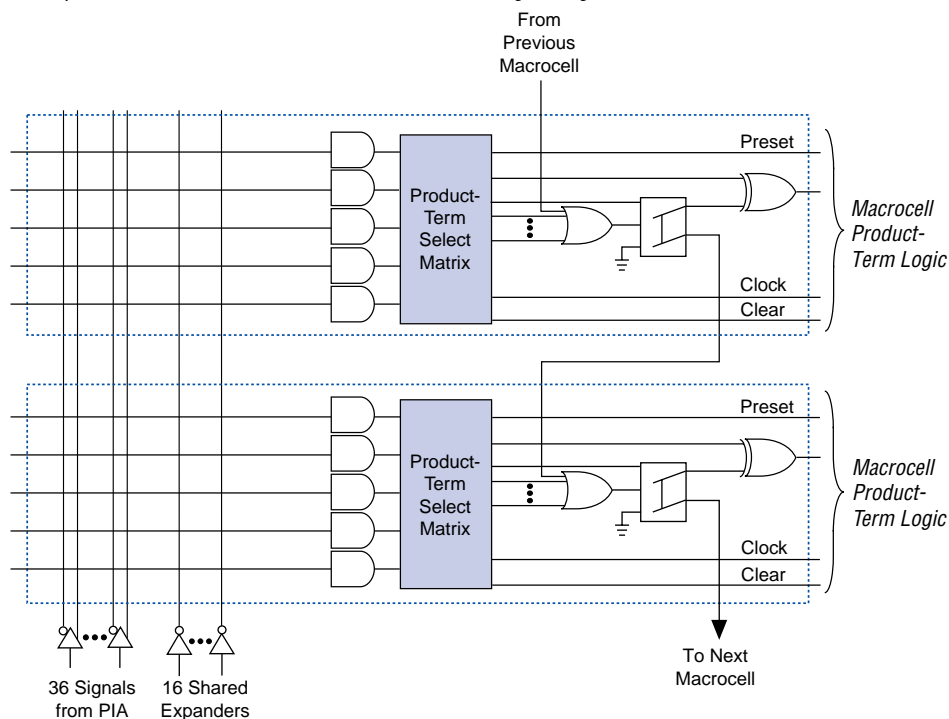 From
Previous
Macrocell
Preset
Product-
Term
Select
Matrix
Macrocell
Product-
Term Logic
Clock
Clear
Preset
Product-
Term
Select
Matrix
Macrocell
Product-
Term Logic
Clock
Clear
To Next
Macrocell
36 Signals
from PIA
16 Shared
Expanders